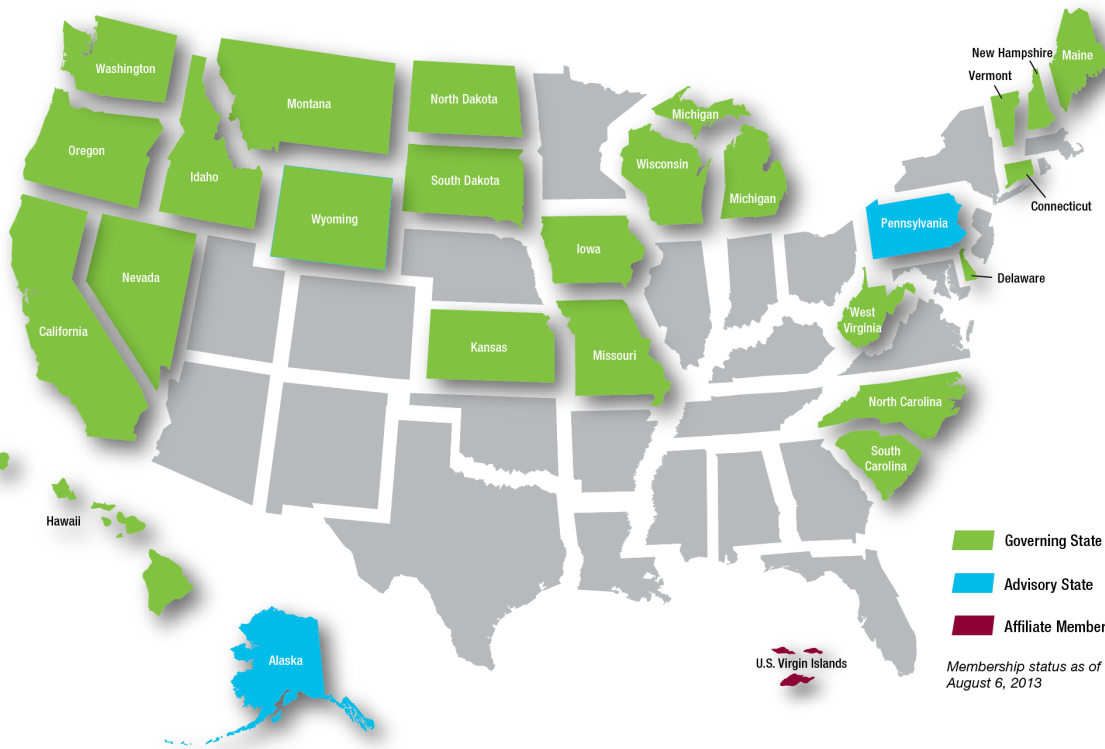 New Hampshire
Maine
Vermont
Washington
Montana
North Dakota
Michigan
Oregon
Idaho
South Dakota
Wisconsin
Michigan
Wyoming
Connecticut
Pennsylvania
Iowa
Nevada
Delaware
California
Kansas
Missouri
West
Virginia
North Carolina
South
Carolina
Hawaii
Alaska
U.S. Virgin Islands
Governing State
Advisory State
Affiliate Member
Membership status as of
August 6, 2013